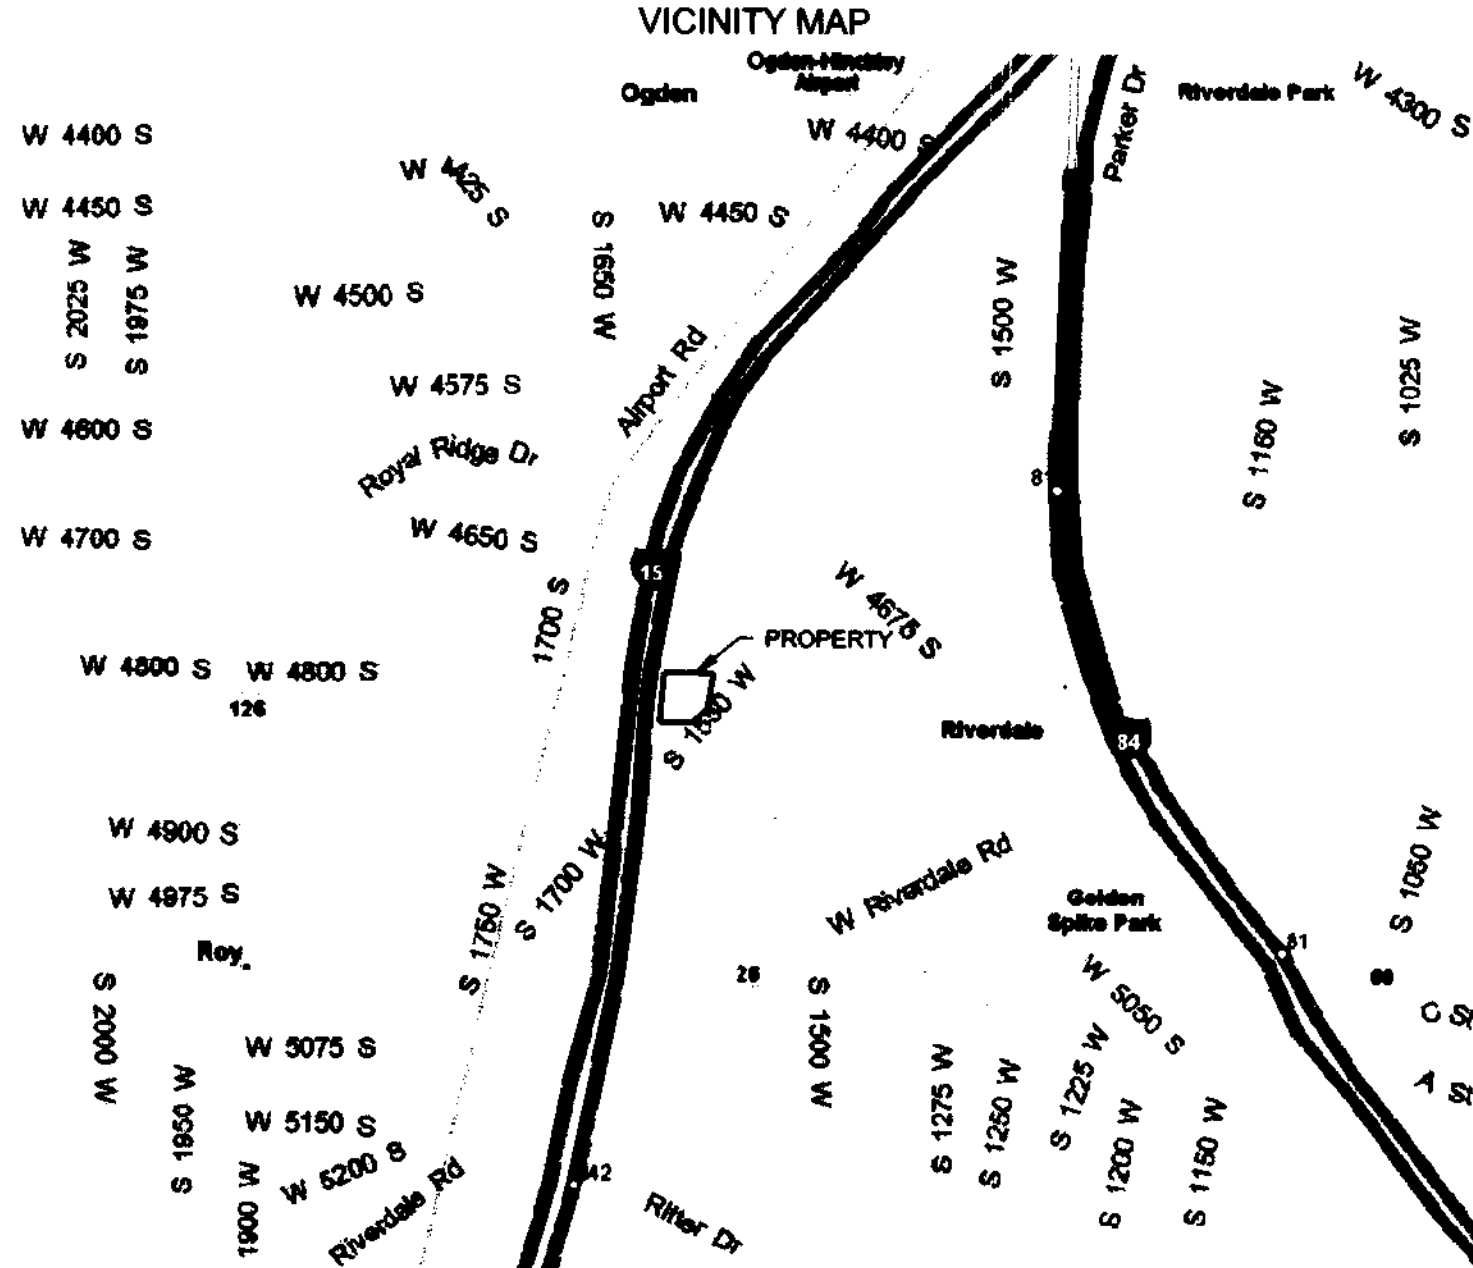 VICINITY MAP
Ogden-Hinckley
Airport
Ogden
Parker Dr
Riverdale Park
W 4300 S
W 4400 S
W 4400 S
W 4425 S
W 4450 S
W 4450 S
S 2025 W
S 1975 W
S 1650 W
W 4500 S
S 1500 W
S 1025 W
Airport Rd
W 4575 S
S 1160 W
W 4600 S
Royal Ridge Dr
W 4650 S
W 4700 S
15
1700 S
W 4675 S
PROPERTY
W 4800 S
W 4800 S
126
Riverdale
84
W 4900 S
S 1700 W
S 1750 W
W Riverdale Rd
S 1050 W
W 4975 S
Golden
Spike Park
Roy
26
81
W 5050 S
S 2000 W
S 1500 W
W 5075 S
S 1275 W
S 1250 W
S 1225 W
S 1950 W
W 5150 S
S 1200 W
S 1150 W
W 5200 S
1900 W
Riverdale Rd
342
Ritter Dr